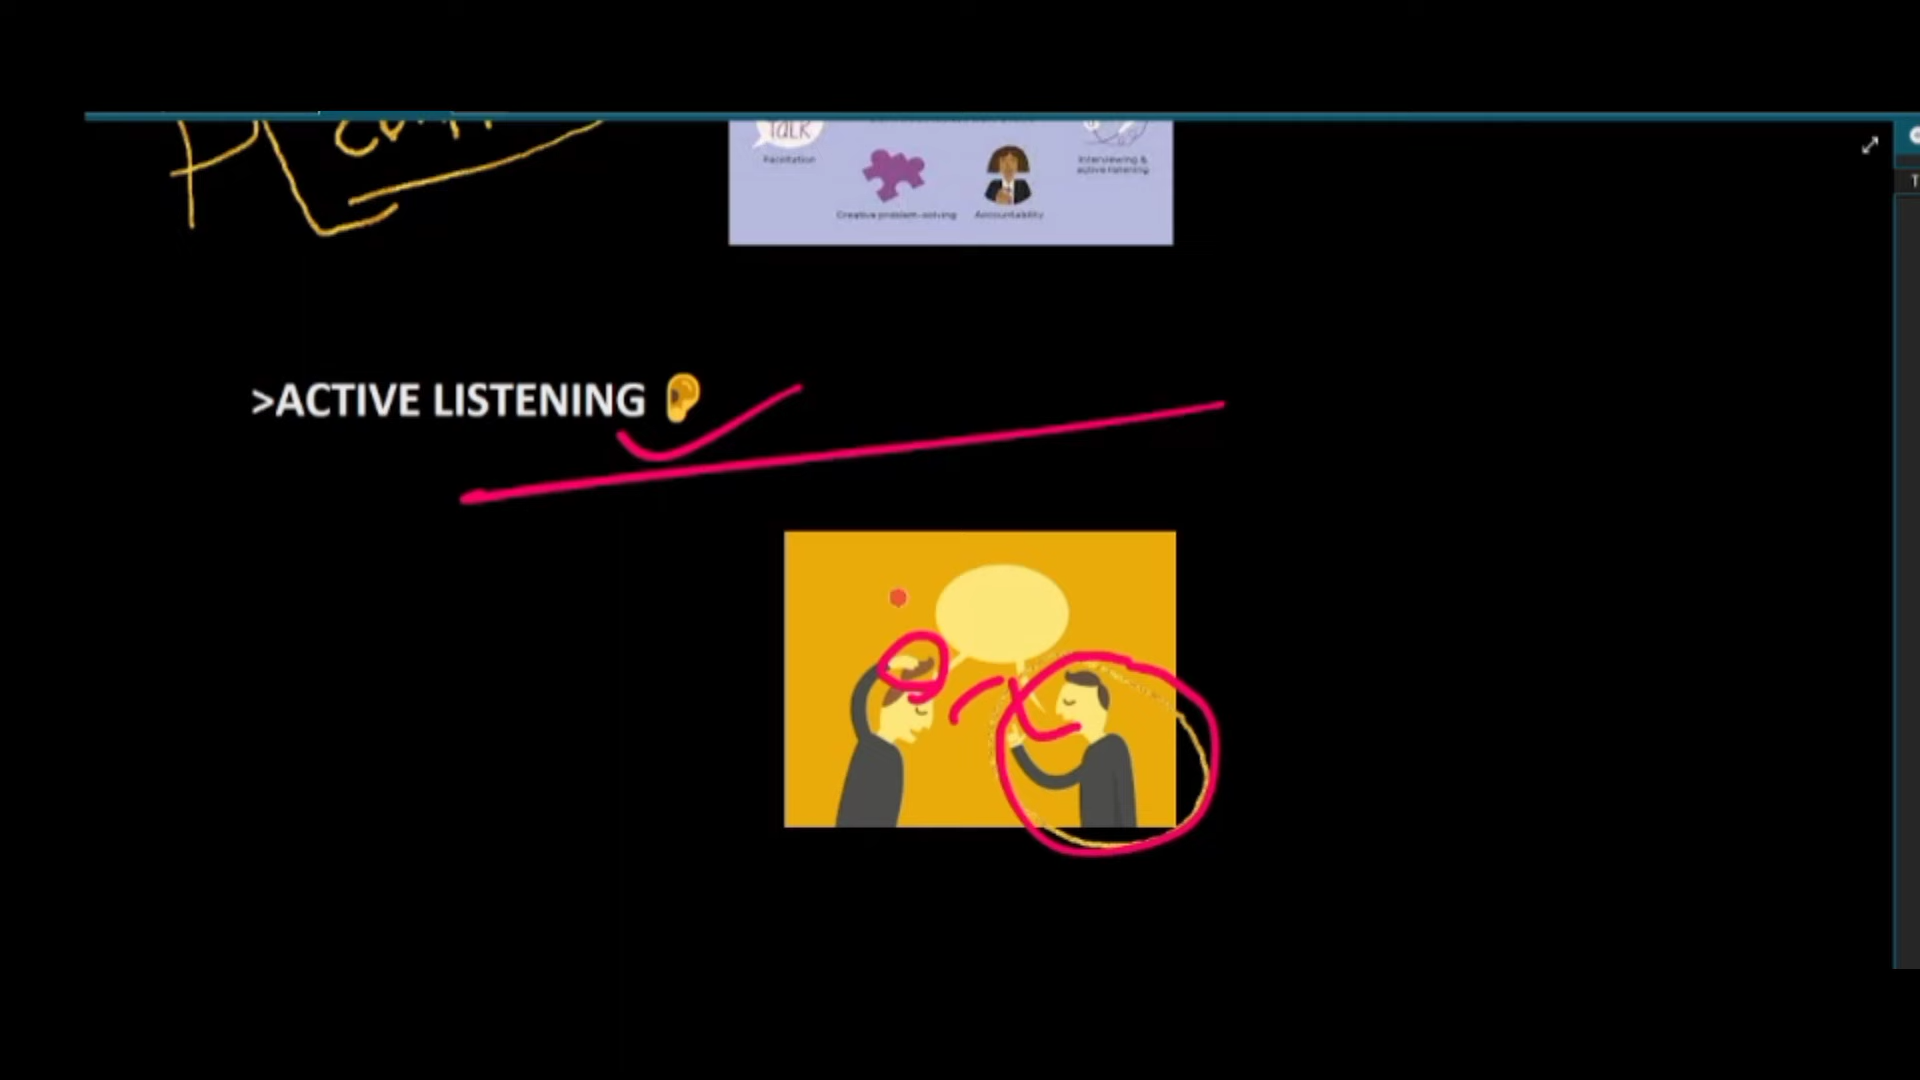 TALK
Facilitation
Interviewing &
active listening
Creative problem-solving
Accountability
>ACTIVE LISTENING 👂
T